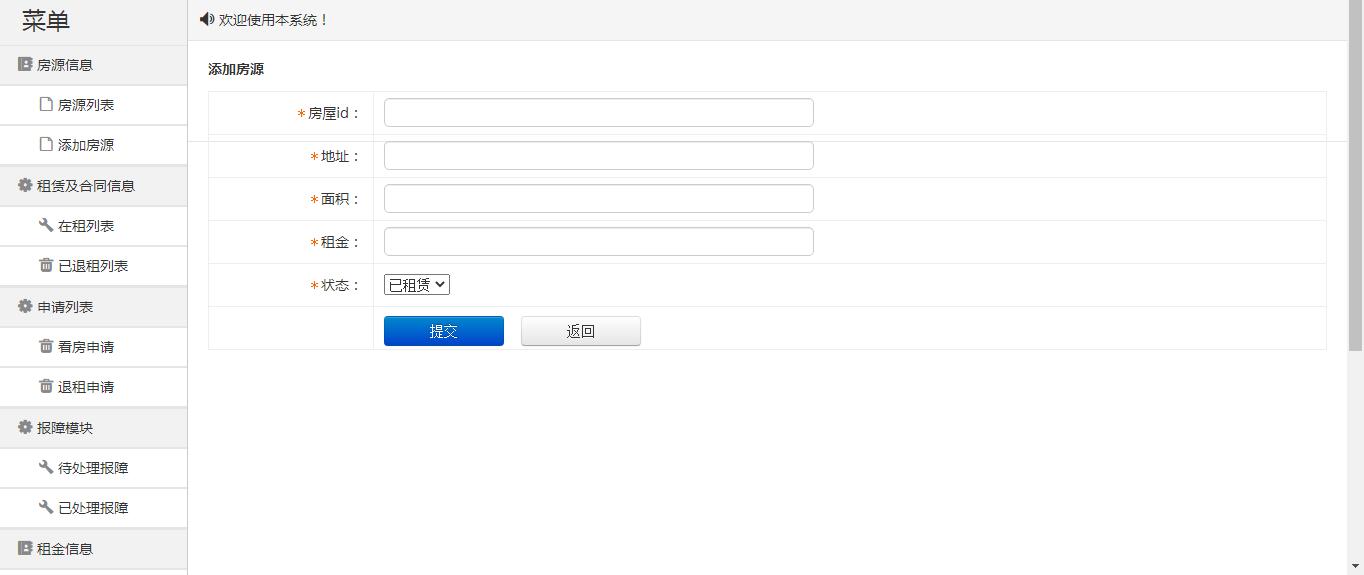 菜单
房源信息
房源列表
添加房源
租赁及合同信息
在租列表
已退租列表
申请列表
看房申请
退租申请
报障模块
待处理报障
已处理报障
租金信息
欢迎使用本系统！
添加房源
*房屋id：
*地址：
*面积：
*租金：
*状态： 已租赁
提交 返回